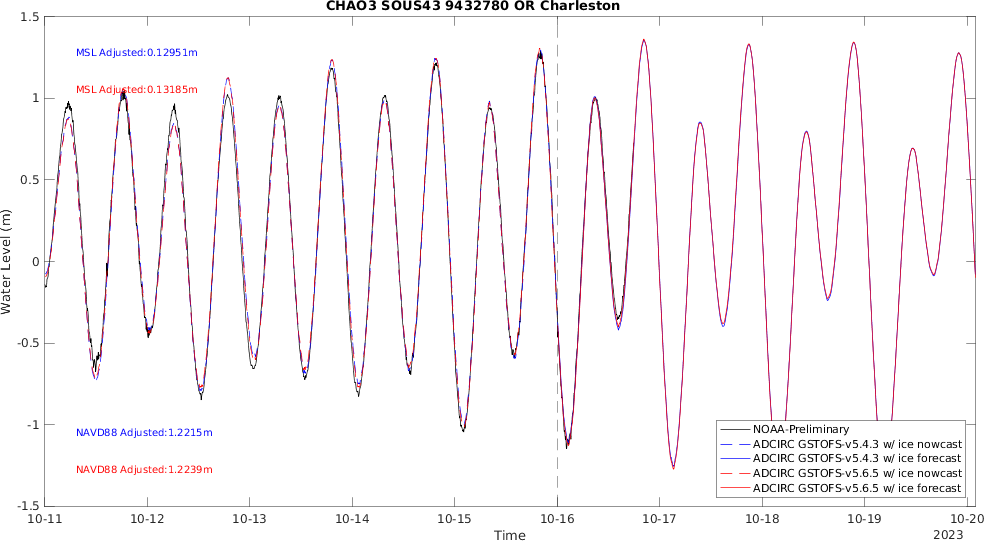 CHAO3 SOUS43 9432780 OR Charleston
1.5
MSL Adjusted:0.12951m
MSL Adjusted:0.13185m
1
0.5
0
-0.5
-1
-1.5
Water Level (m)
NAVD88 Adjusted:1.2215m
NAVD88 Adjusted:1.2239m
NOAA-Preliminary
ADCIRC GSTOFS-v5.4.3 w/ ice nowcast
ADCIRC GSTOFS-v5.4.3 w/ ice forecast
ADCIRC GSTOFS-v5.6.5 w/ ice nowcast
ADCIRC GSTOFS-v5.6.5 w/ ice forecast
10-11 10-12 10-13 10-14 10-15 10-16 10-17 10-18 10-19 10-20
Time
2023